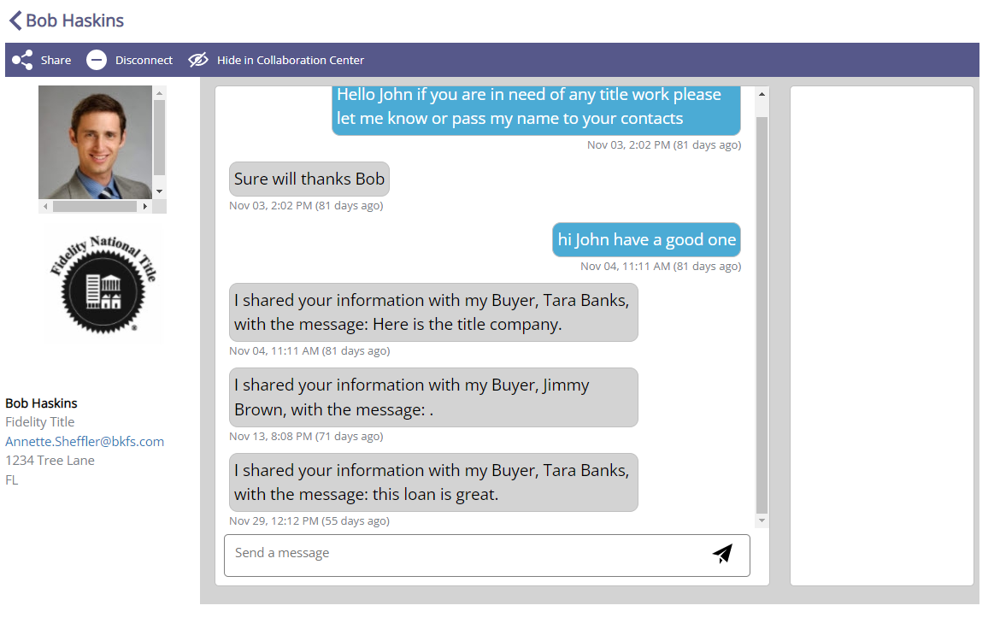 Bob Haskins
Share Disconnect Hide in Collaboration Center
Fidelity National Title
®
Bob Haskins
Fidelity Title
Annette.Sheffler@bkfs.com
1234 Tree Lane
FL
Hello John if you are in need of any title work please
let me know or pass my name to your contacts
Nov 03, 2:02 PM (81 days ago)
Sure will thanks Bob
Nov 03, 2:02 PM (81 days ago)
hi John have a good one
Nov 04, 11:11 AM (81 days ago)
I shared your information with my Buyer, Tara Banks,
with the message: Here is the title company.
Nov 04, 11:11 AM (81 days ago)
I shared your information with my Buyer, Jimmy
Brown, with the message: .
Nov 13, 8:08 PM (71 days ago)
I shared your information with my Buyer, Tara Banks,
with the message: this loan is great.
Nov 29, 12:12 PM (55 days ago)
Send a message